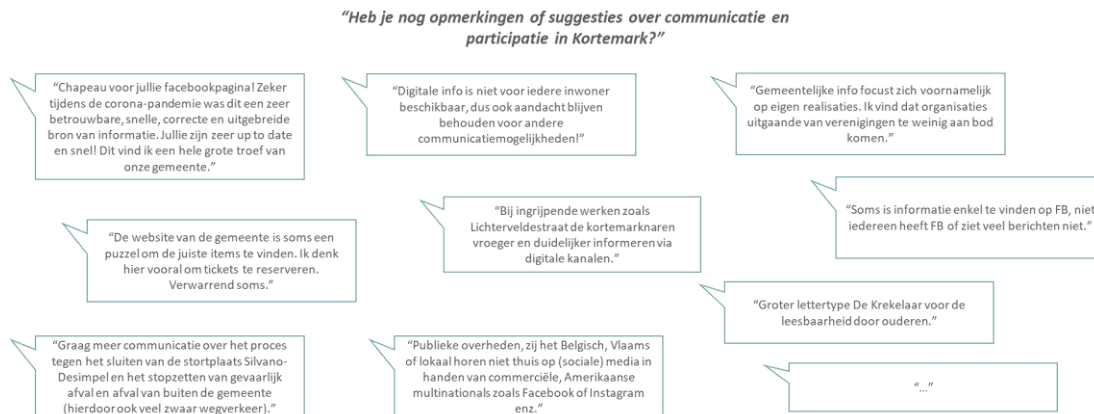 “Heb je nog opmerkingen of suggesties over communicatie en
participatie in Kortemark?”
“Chapeau voor jullie facebookpagina! Zeker
tijdens de corona-pandemie was dit een zeer
betrouwbare, snelle, correcte en uitgebreide
bron van informatie. Jullie zijn zeer up to date
en snel! Dit vind ik een hele grote troef van
onze gemeente.”
“Digitale info is niet voor iedere inwoner
beschikbaar, dus ook aandacht blijven
behouden voor andere
communicatiemogelijkheden!”
“Gemeentelijke info focust zich voornamelijk
op eigen realisaties. Ik vind dat organisaties
uitgaande van verenigingen te weinig aan bod
komen.”
“De website van de gemeente is soms een
puzzel om de juiste items te vinden. Ik denk
hier vooral om tickets te reserveren.
Verwarrend soms.”
“Bij ingrijpende werken zoals
Lichterveldestraat de kortemarknaren
vroeger en duidelijker informeren via
digitale kanalen.”
“Soms is informatie enkel te vinden op FB, niet
iedereen heeft FB of ziet veel berichten niet.”
“Groter lettertype De Krekelaar voor de
leesbaarheid door ouderen.”
“Graag meer communicatie over het proces
tegen het sluiten van de stortplaats Silvano-
Desimpel en het stopzetten van gevaarlijk
afval en afval van buiten de gemeente
(hierdoor ook veel zwaar wegverkeer).”
“Publieke overheden, zij het Belgisch, Vlaams
of lokaal horen niet thuis op (sociale) media in
handen van commerciële, Amerikaanse
multinationals zoals Facebook of Instagram
enz.”
“...”